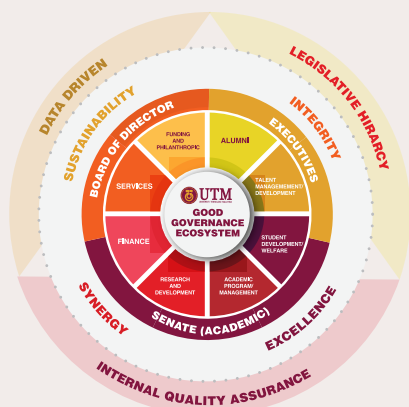 DATA DRIVEN
LEGISLATIVE HIRARCY
INTERNAL QUALITY ASSURANCE
SUSTAINABILITY
INTEGRITY
SYNERGY
EXCELLENCE
BOARD OF DIRECTOR
EXECUTIVES
SENATE (ACADEMIC)
FUNDING
AND
PHILANTHROPIC
ALUMNI
SERVICES
TALENT
MANAGEMENT/
DEVELOPMENT
FINANCE
STUDENT
DEVELOPMENT/
WELFARE
RESEARCH
AND
DEVELOPMENT
ACADEMIC
PROGRAM/
MANAGEMENT
UTM
GOOD
GOVERNANCE
ECOSYSTEM